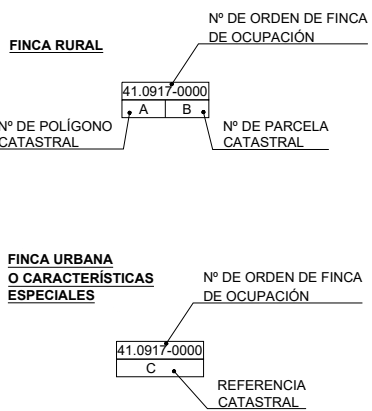 Nº DE ORDEN DE FINCA
DE OCUPACIÓN
FINCA RURAL
41.0917-0000
A B
Nº DE POLÍGONO
CATASTRAL
Nº DE PARCELA
CATASTRAL
FINCA URBANA
O CARACTERÍSTICAS
ESPECIALES
Nº DE ORDEN DE FINCA
DE OCUPACIÓN
41.0917-0000
C
REFERENCIA
CATASTRAL